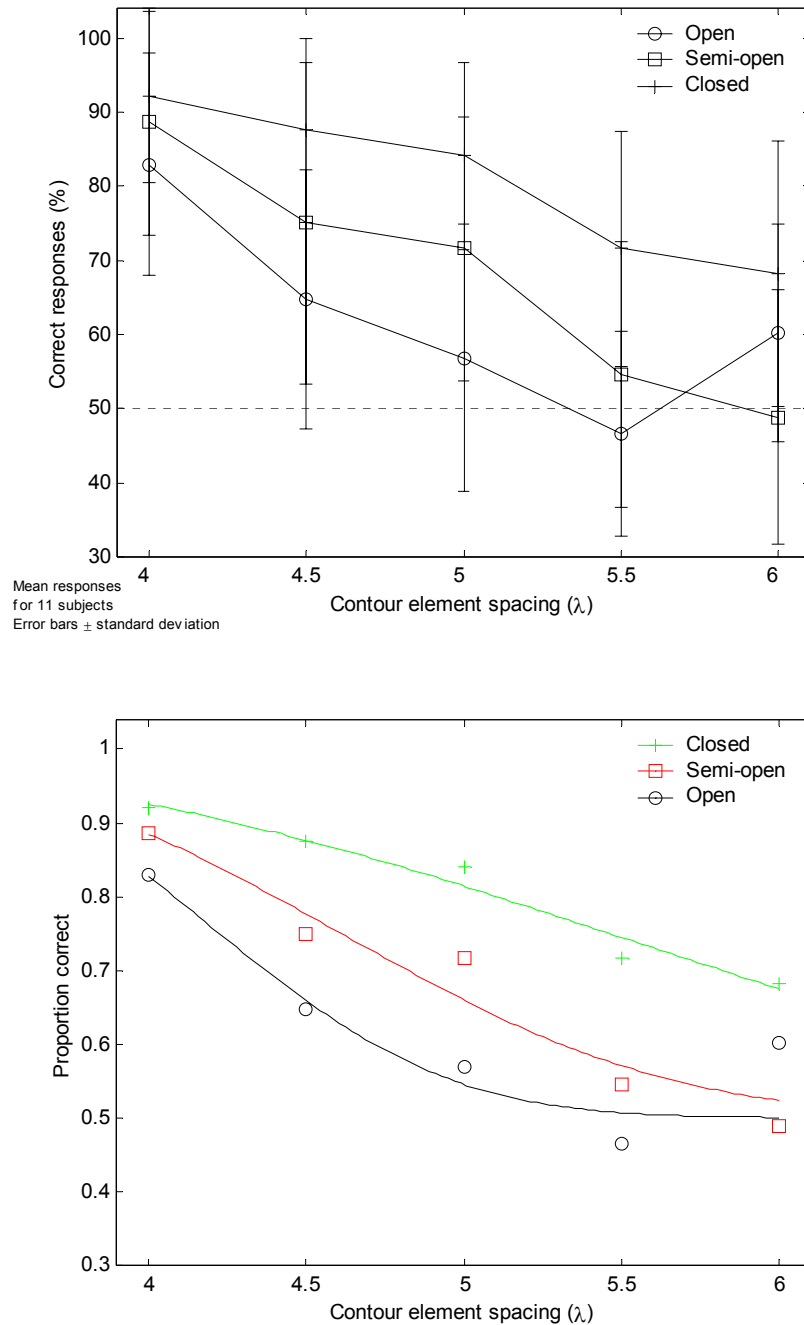 100
90
80
70
60
50
40
30
Correct responses (%)
Open
Semi-open
Closed
4 4.5 5 5.5 6
Contour element spacing (λ)
Mean responses
for 11 subjects
Error bars ± standard deviation
1
0.9
0.8
0.7
0.6
0.5
0.4
0.3
Proportion correct
Closed
Semi-open
Open
4 4.5 5 5.5 6
Contour element spacing (λ)